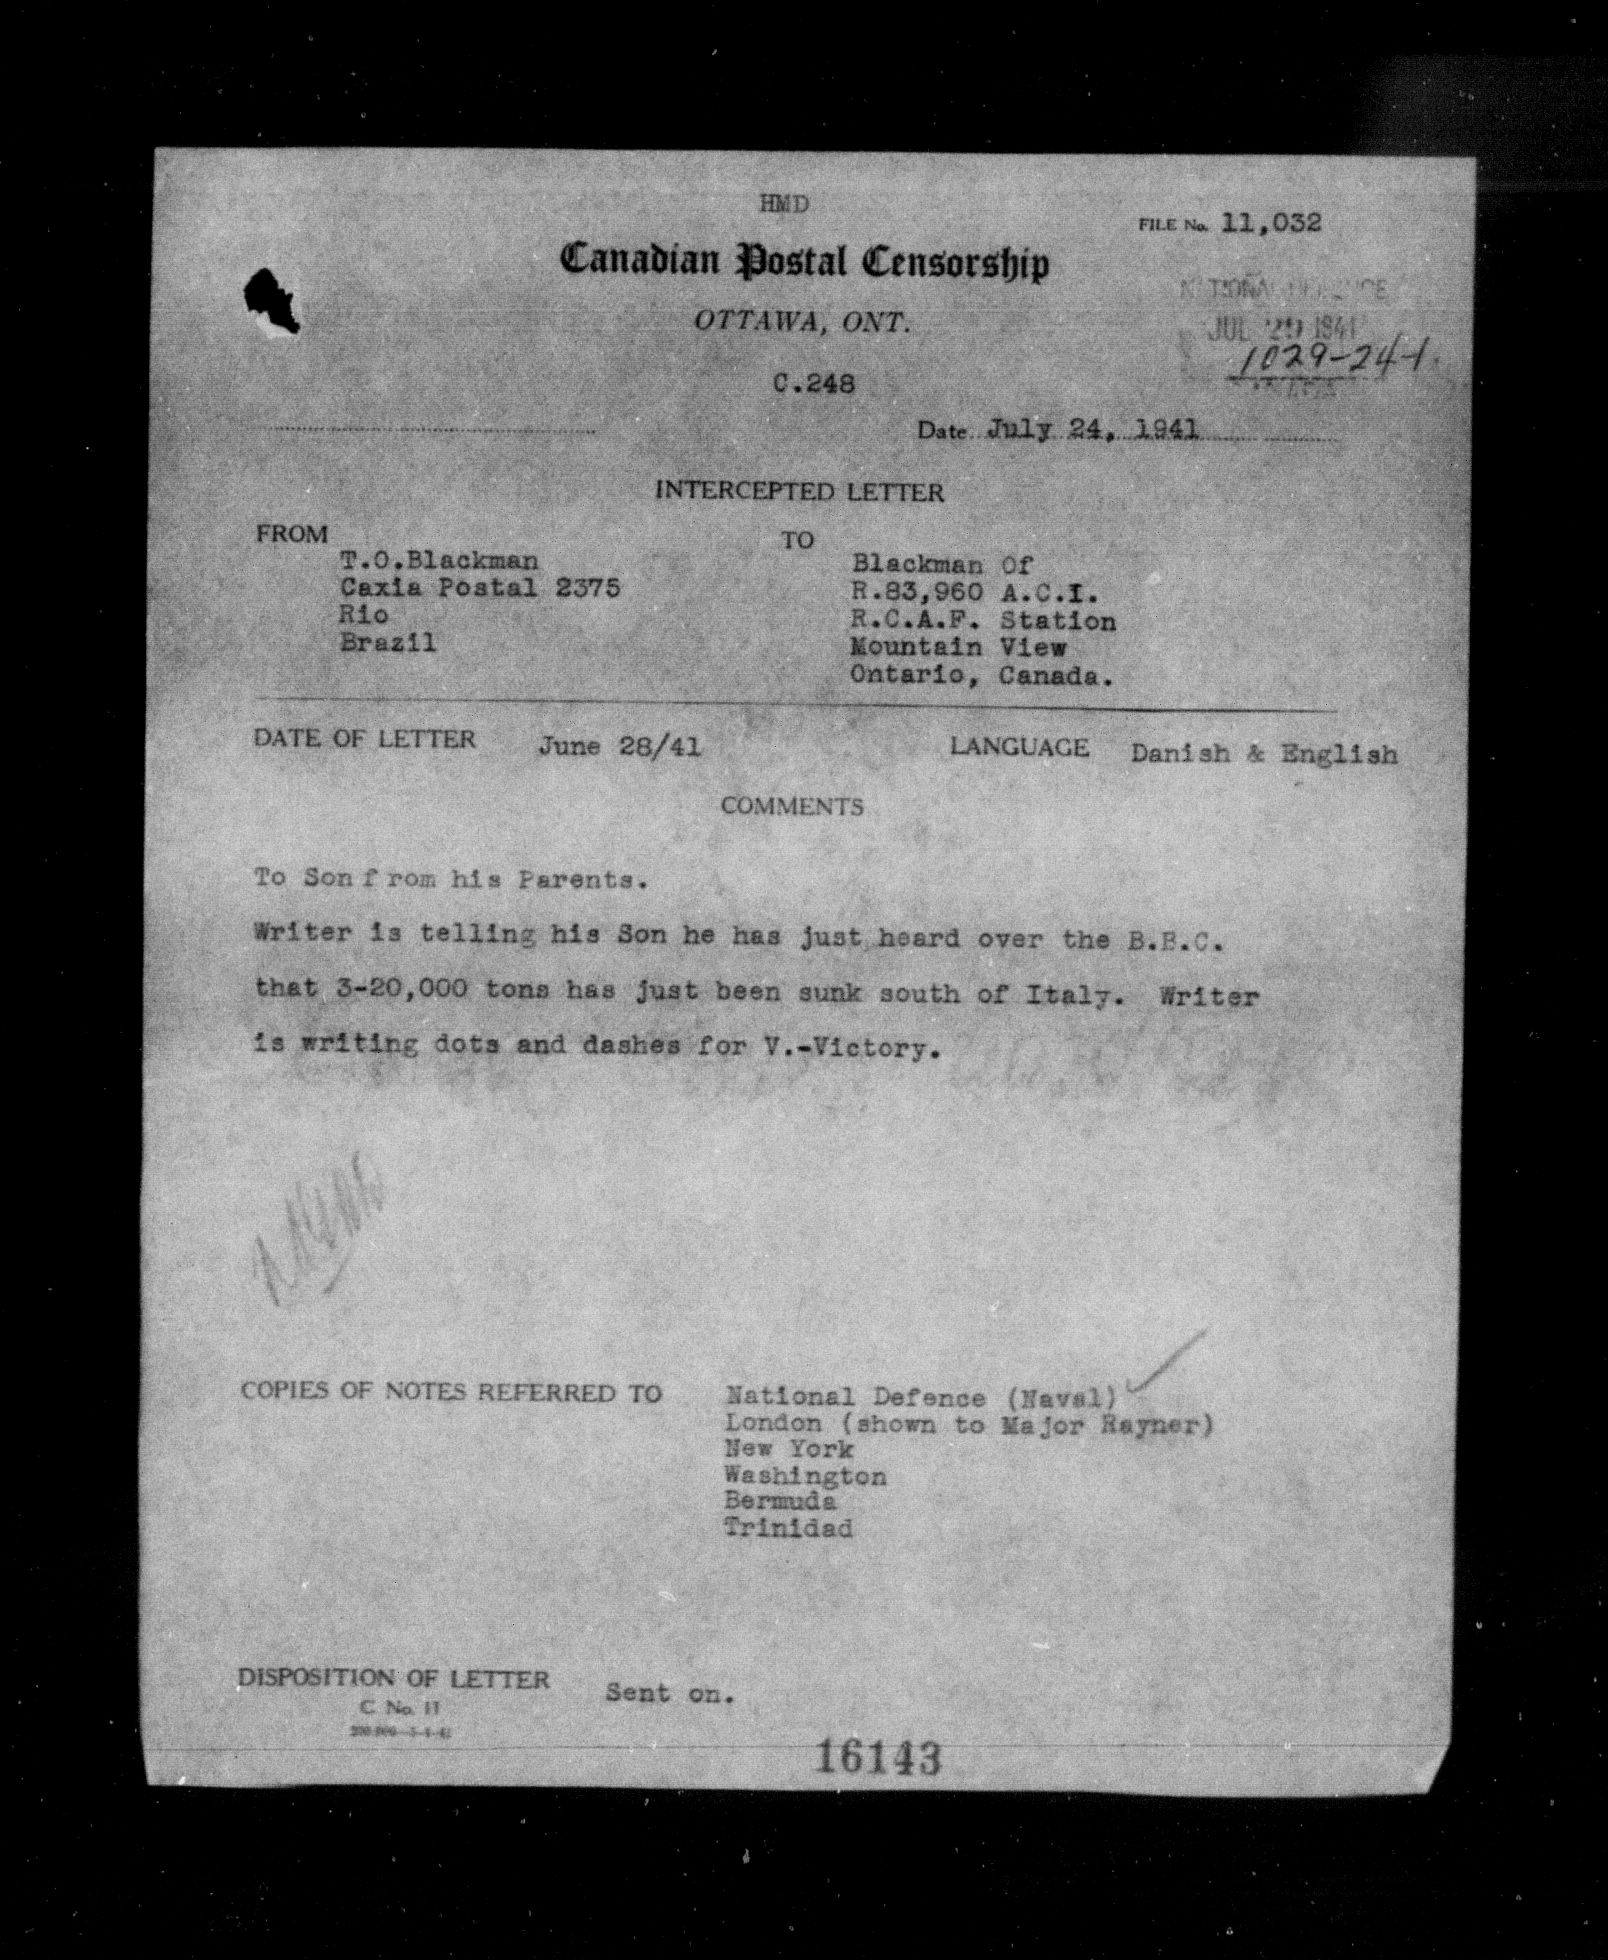 HMD
FILE No. 11,032
Canadian Postal Censorship
OTTAWA, ONT.
JUL 1941
1029-24-1
C.248
Date July 24, 1941
INTERCEPTED LETTER
FROM
TO
T.O.Blackman
Caxia Postal 2375
Rio
Brazil
Blackman Of
R.83,960 A.C.I.
R.C.A.F. Station
Mountain View
Ontario, Canada.
DATE OF LETTER June 28/41
LANGUAGE Danish & English
COMMENTS
To Son f rom his Parents.
Writer is telling his Son he has just heard over the B.B.C.
that 3-20,000 tons has just been sunk south of Italy. Writer
is writing dots and dashes for V.-Victory.
COPIES OF NOTES REFERRED TO
National Defence (Naval)
London (shown to Major Rayner)
New York
Washington
Bermuda
Trinidad
DISPOSITION OF LETTER Sent on.
C. No. 11
16143